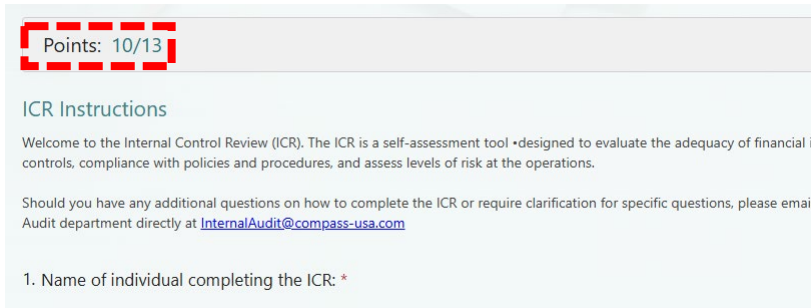 Points: 10/13
ICR Instructions
Welcome to the Internal Control Review (ICR). The ICR is a self-assessment tool •designed to evaluate the adequacy of financial i
controls, compliance with policies and procedures, and assess levels of risk at the operations.
Should you have any additional questions on how to complete the ICR or require clarification for specific questions, please emai
Audit department directly at InternalAudit@compass-usa.com
1. Name of individual completing the ICR: *